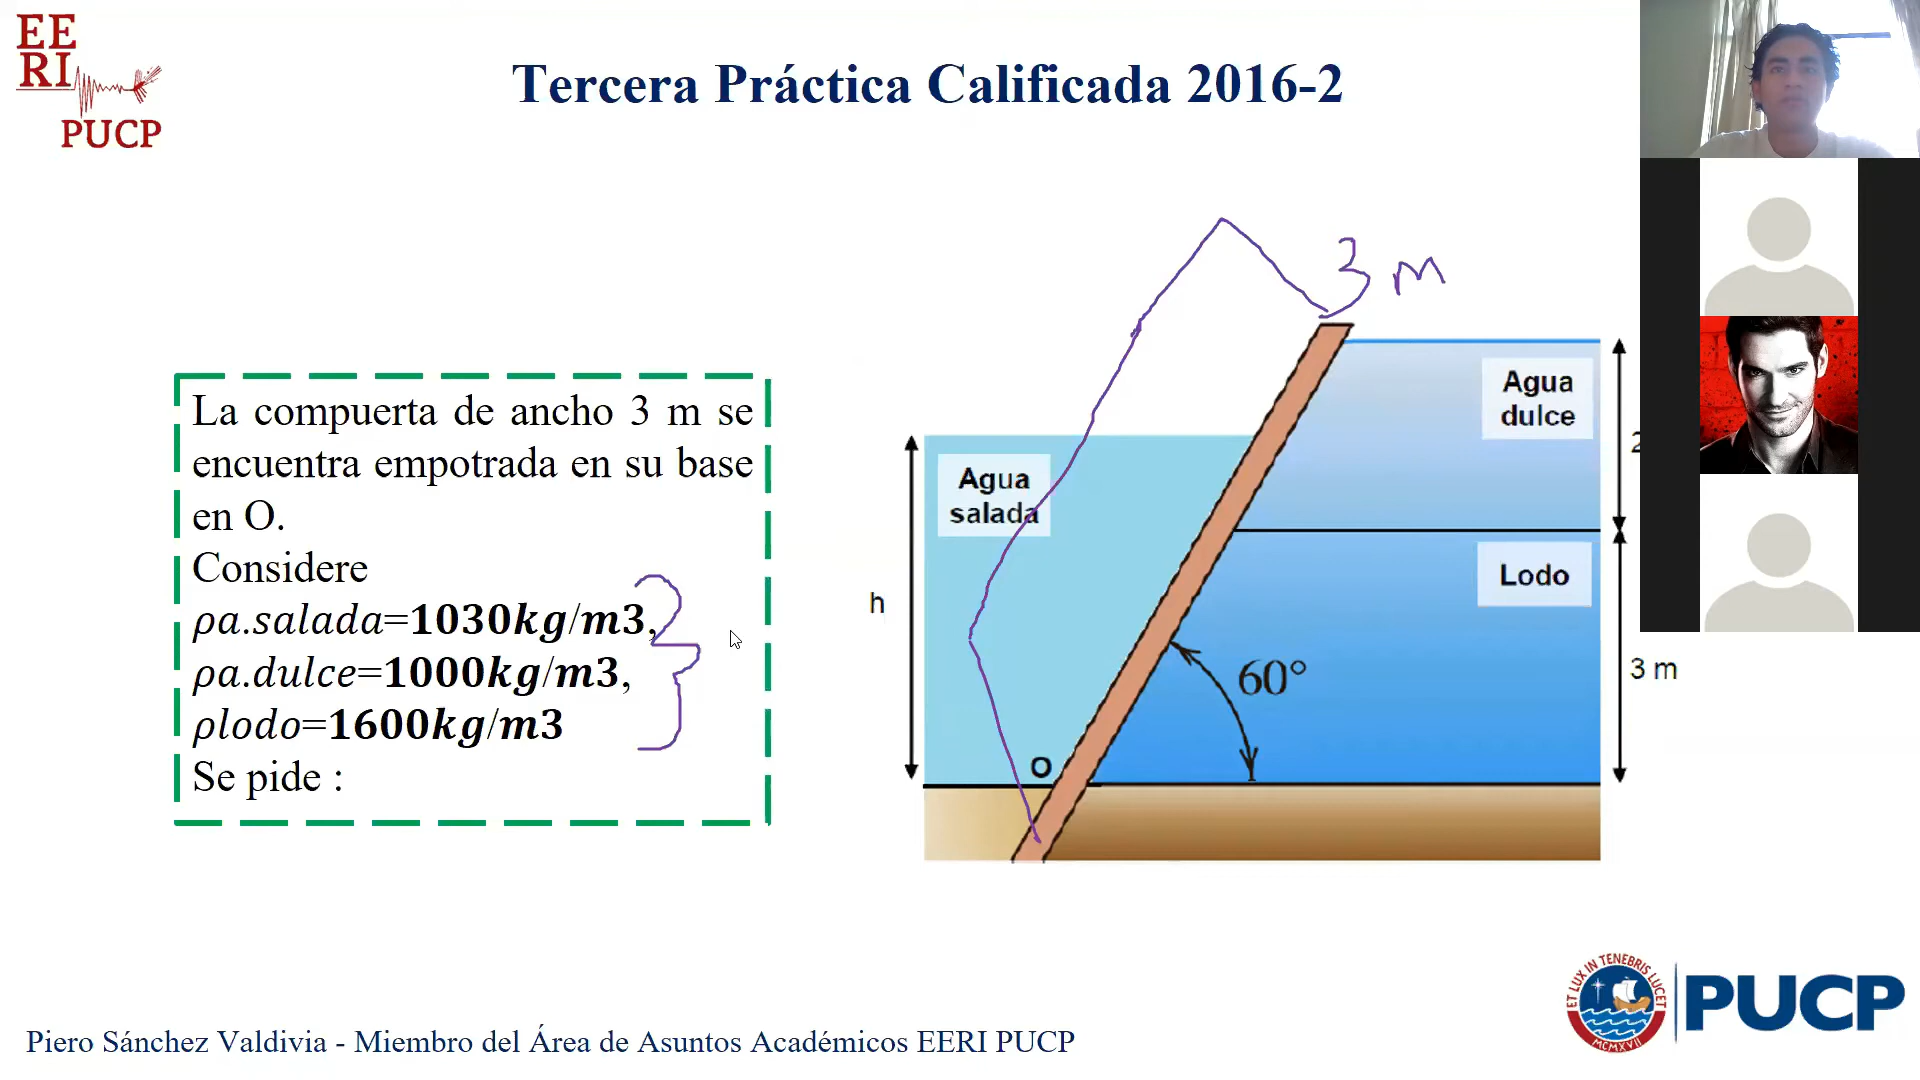 EE
RI
PUCP
Tercera Práctica Calificada 2016-2
La compuerta de ancho 3 m se
encuentra empotrada en su base
en O.
Considere
ρa.salada=1030kg/m3,
ρa.dulce=1000kg/m3,
ρlodo=1600kg/m3
Se pide :
3 m
Agua
dulce
2
Agua
salada
Lodo
h
60°
3 m
O
ET LUX IN TENEBRIS LUCET
MCMXVII
PUCP
Piero Sánchez Valdivia - Miembro del Área de Asuntos Académicos EERI PUCP